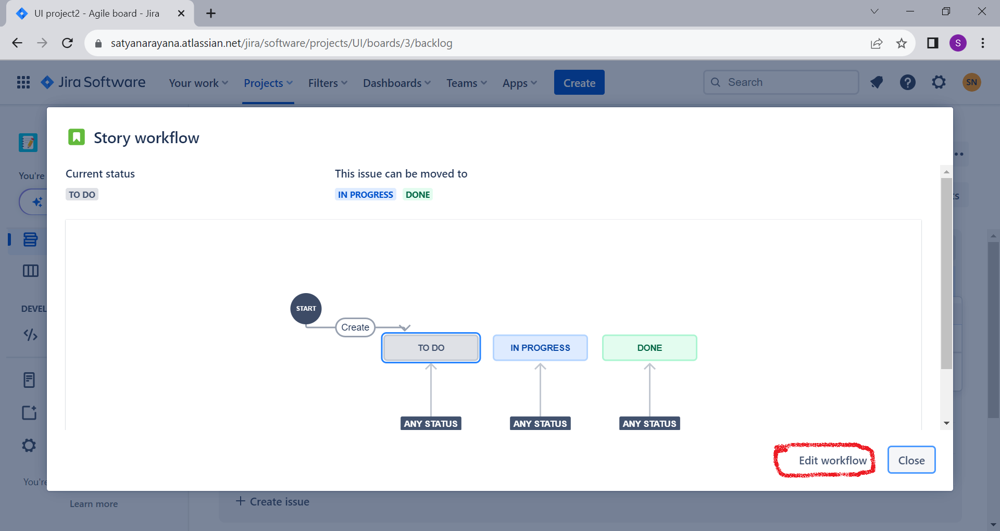 UI project2 - Agile board - Jira
satyanarayana.atlassian.net/jira/software/projects/UI/boards/3/backlog
S
Jira Software Your work Projects Filters Dashboards Teams Apps Create Search SN
Story workflow
Current status
This issue can be moved to
TO DO
IN PROGRESS DONE
You're
START
Create
TO DO IN PROGRESS DONE
DEVEL
ANY STATUS ANY STATUS ANY STATUS
Edit workflow Close
You're
Learn more
Create issue